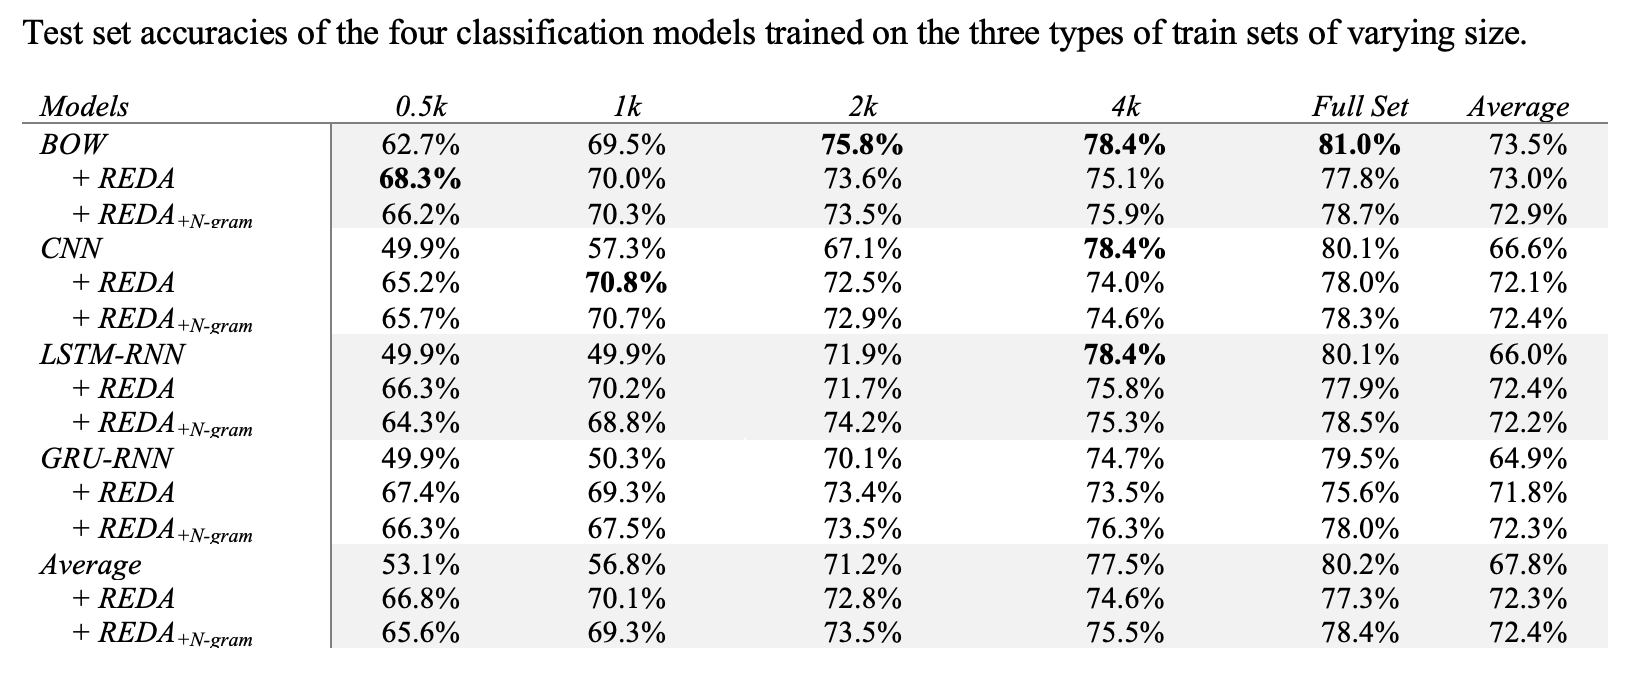 Test set accuracies of the four classification models trained on the three types of train sets of varying size.
Models 0.5k 1k 2k 4k Full Set Average
BOW 62.7% 69.5% 75.8% 78.4% 81.0% 73.5%
+ REDA 68.3% 70.0% 73.6% 75.1% 77.8% 73.0%
+ REDA+N-gram 66.2% 70.3% 73.5% 75.9% 78.7% 72.9%
CNN 49.9% 57.3% 67.1% 78.4% 80.1% 66.6%
+ REDA 65.2% 70.8% 72.5% 74.0% 78.0% 72.1%
+ REDA+N-gram 65.7% 70.7% 72.9% 74.6% 78.3% 72.4%
LSTM-RNN 49.9% 49.9% 71.9% 78.4% 80.1% 66.0%
+ REDA 66.3% 70.2% 71.7% 75.8% 77.9% 72.4%
+ REDA+N-gram 64.3% 68.8% 74.2% 75.3% 78.5% 72.2%
GRU-RNN 49.9% 50.3% 70.1% 74.7% 79.5% 64.9%
+ REDA 67.4% 69.3% 73.4% 73.5% 75.6% 71.8%
+ REDA+N-gram 66.3% 67.5% 73.5% 76.3% 78.0% 72.3%
Average 53.1% 56.8% 71.2% 77.5% 80.2% 67.8%
+ REDA 66.8% 70.1% 72.8% 74.6% 77.3% 72.3%
+ REDA+N-gram 65.6% 69.3% 73.5% 75.5% 78.4% 72.4%